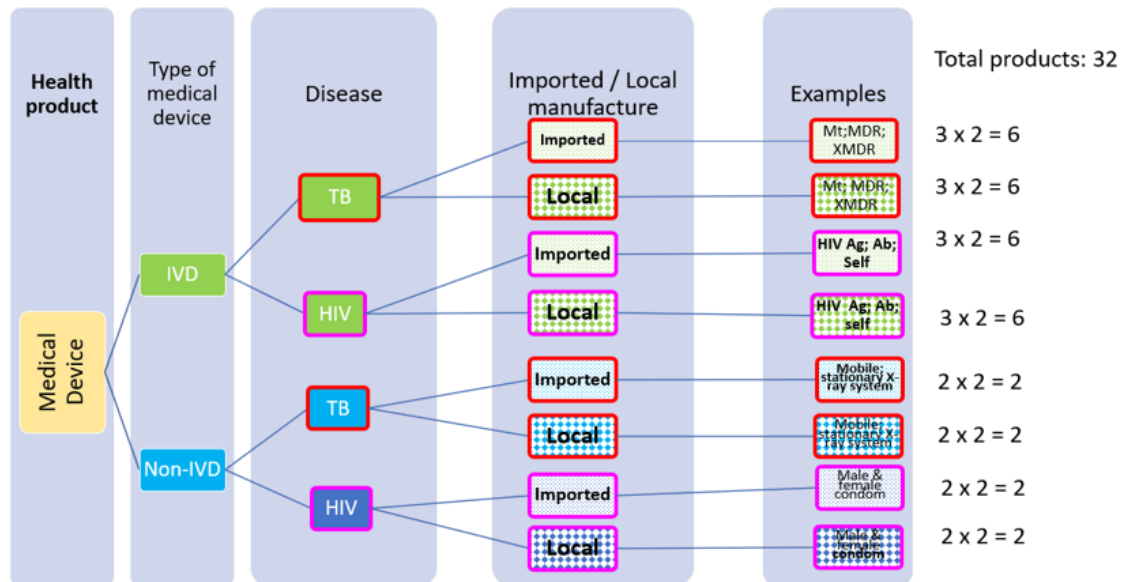 Health
product
Type of
medical
device
Disease
Imported / Local
manufacture
Examples
Total products: 32
Medical
Device
IVD
Non-IVD
TB
HIV
TB
HIV
Imported
Local
Imported
Local
Imported
Local
Imported
Local
Mt;MDR;
XMDR
Mt; MDR;
XMDR
HIV Ag; Ab;
Self
HIV Ag; Ab;
self
Mobile;
stationary X-
ray system
Mobile;
stationary X-
ray system
Male &
female
condom
Male &
female
condom
3 x 2 = 6
3 x 2 = 6
3 x 2 = 6
3 x 2 = 6
2 x 2 = 2
2 x 2 = 2
2 x 2 = 2
2 x 2 = 2